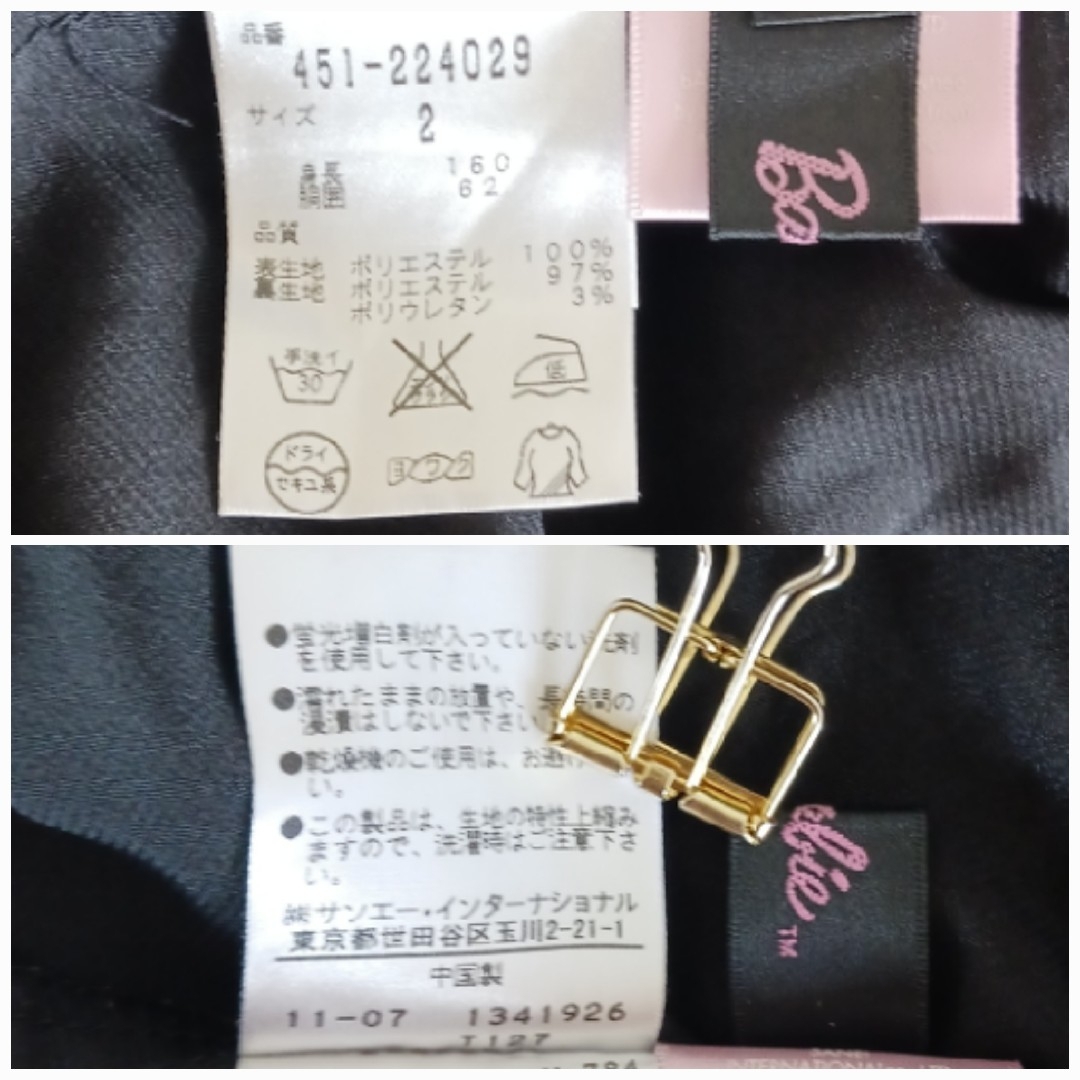 品番
451-224029
サイズ
2
身長 160
胴囲 62
品質
表生地 ポリエステル 100%
裏生地 ポリエステル 97%
ポリウレタン 3%
手洗イ
30
低
ドライ
セキユ系
ヨワク
Ba
●蛍光増白剤が入っていない洗剤
を使用して下さい。
●濡れたままの放置や、長時間の
浸漬はしないで下さい
●乾燥機のご使用は、お避け
い。
●この製品は、生地の特性上縮み
ますので、洗濯時はご注意下さ
い。
㈱サンエー・インターナショナル
東京都世田谷区玉川2-21-1
中国製
11-07 1341926
bie
TM